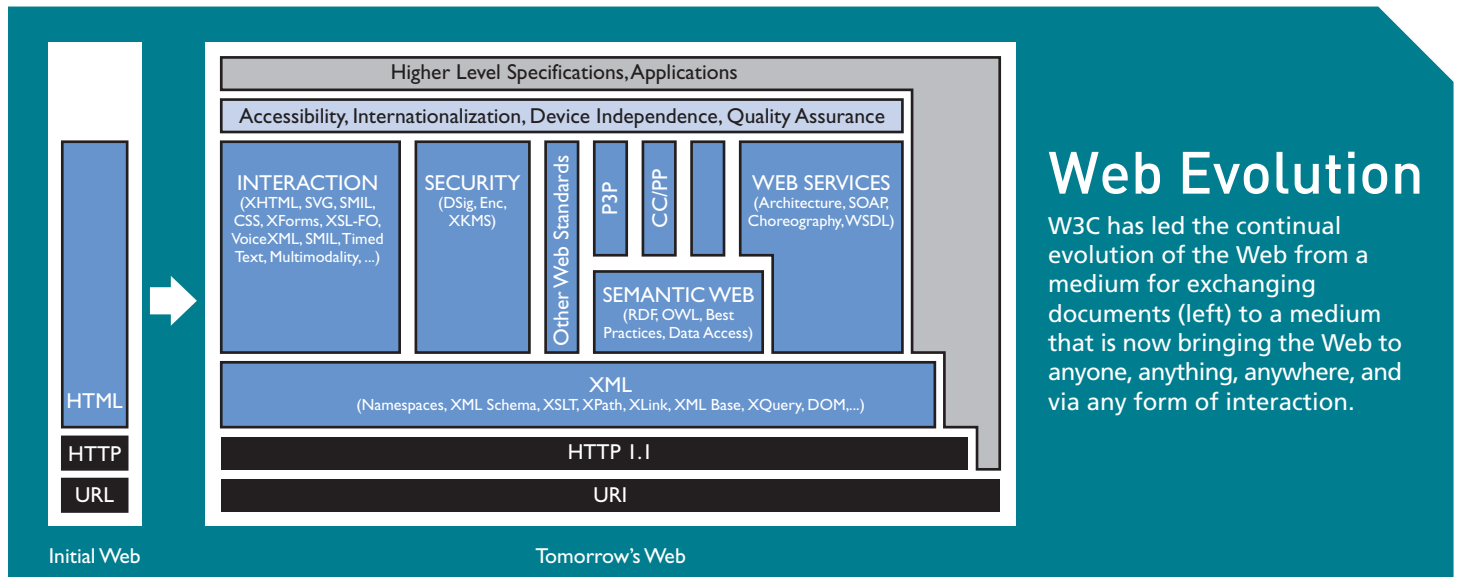 HTML
HTTP
URL
Initial Web
Higher Level Specifications, Applications
Accessibility, Internationalization, Device Independence, Quality Assurance
INTERACTION
(XHTML, SVG, SMIL,
CSS, XForms, XSL-FO,
VoiceXML, SMIL, Timed
Text, Multimodality, ...)
SECURITY
(DSig, Enc,
XKMS)
Other Web Standards
P3P
CC/PP
WEB SERVICES
(Architecture, SOAP,
Choreography, WSDL)
SEMANTIC WEB
(RDF, OWL, Best
Practices, Data Access)
XML
(Namespaces, XML Schema, XSLT, XPath, XLink, XML Base, XQuery, DOM,...)
HTTP 1.1
URI
Tomorrow's Web
Web Evolution
W3C has led the continual
evolution of the Web from a
medium for exchanging
documents (left) to a medium
that is now bringing the Web to
anyone, anything, anywhere, and
via any form of interaction.